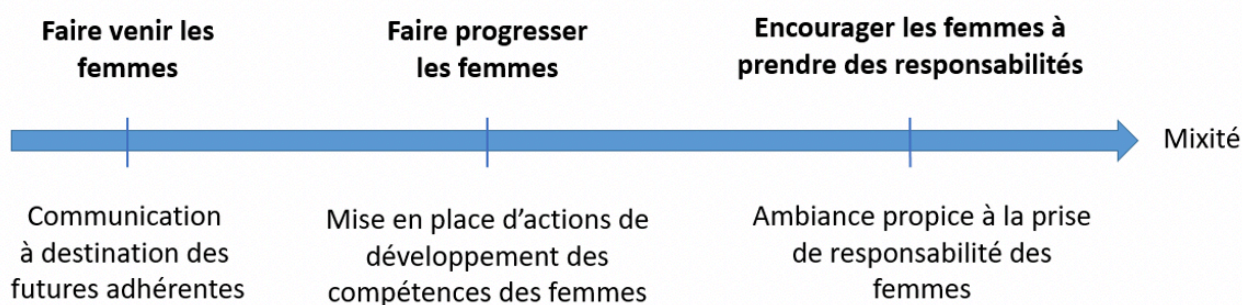 Faire venir les
femmes
Faire progresser
les femmes
Encourager les femmes à
prendre des responsabilités
Mixité
Communication
à destination des
futures adhérentes
Mise en place d’actions de
développement des
compétences des femmes
Ambiance propice à la prise
de responsabilité des
femmes